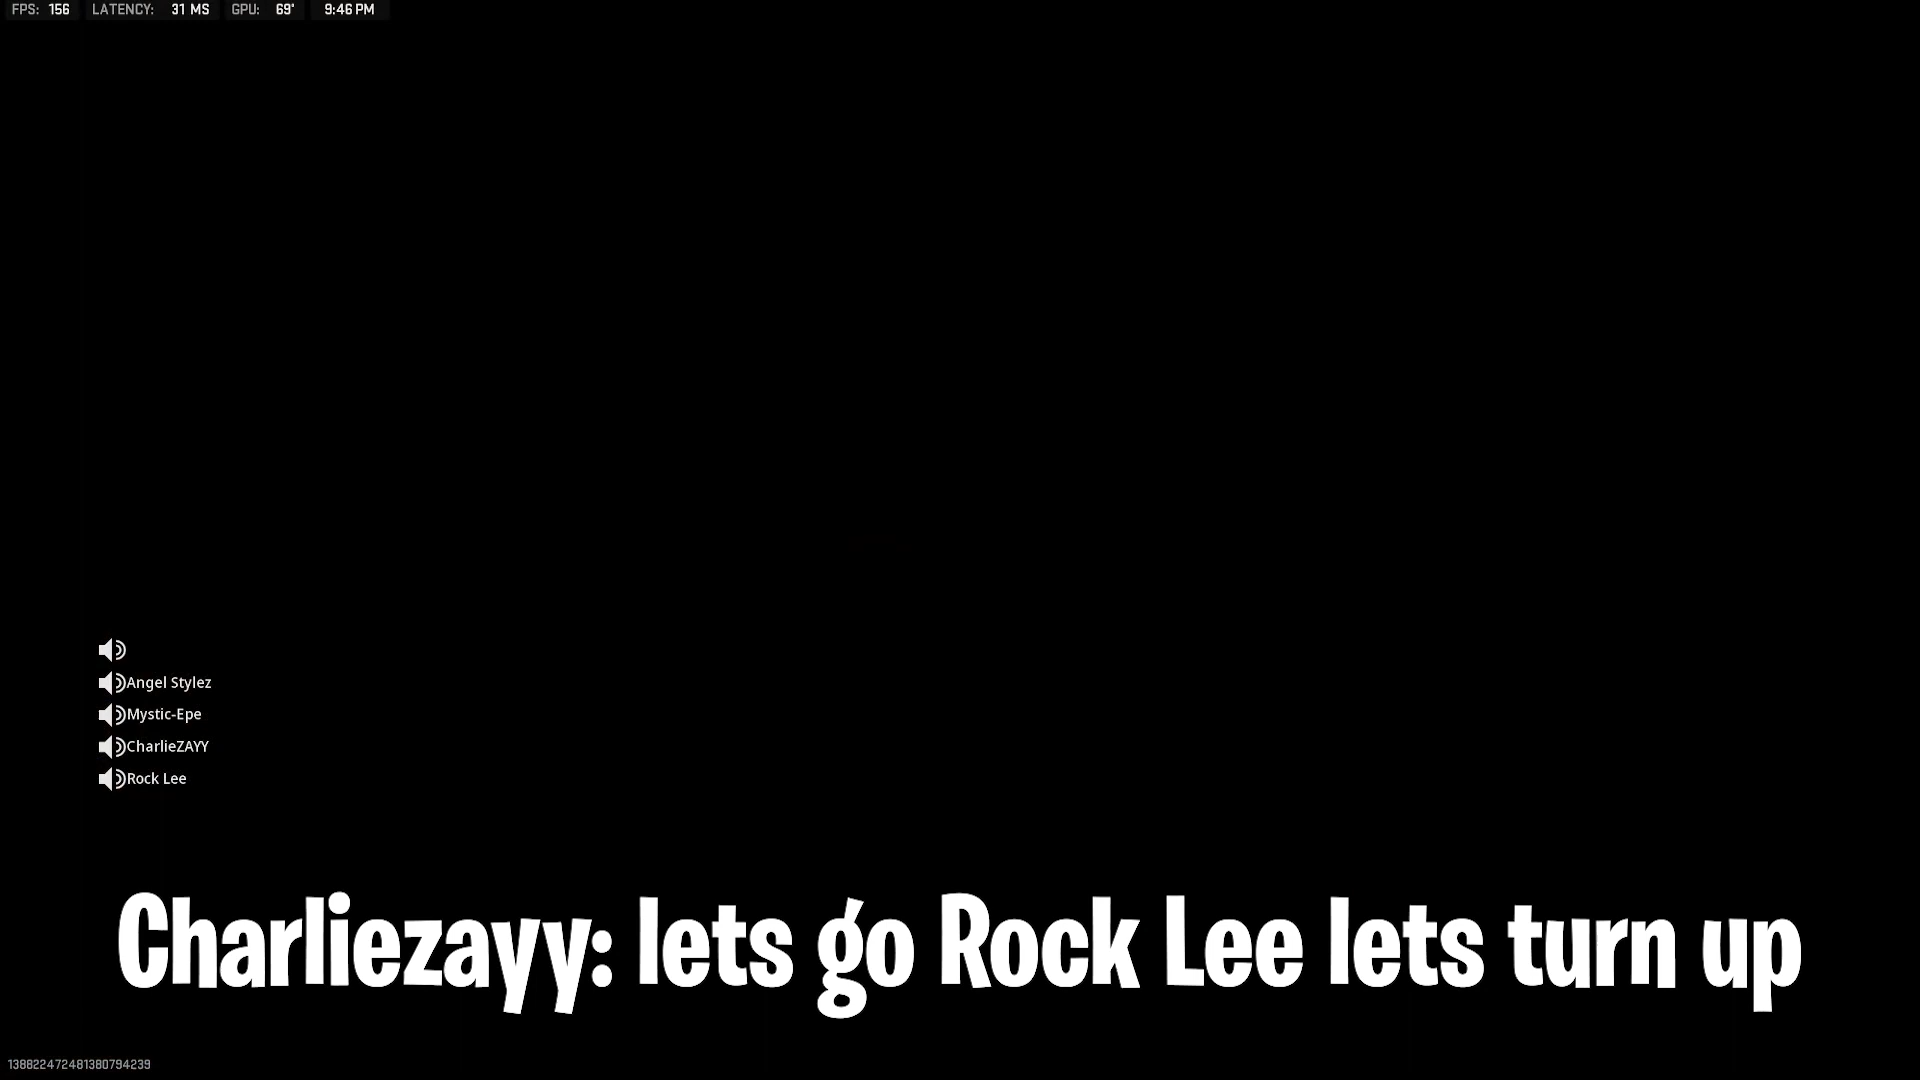 FPS: 156 LATENCY: 31 MS GPU: 69° 9:46 PM
Angel Stylez
Mystic-Epe
CharlieZAYY
Rock Lee
Charliezayy: lets go Rock Lee lets turn up
138822472481380794239